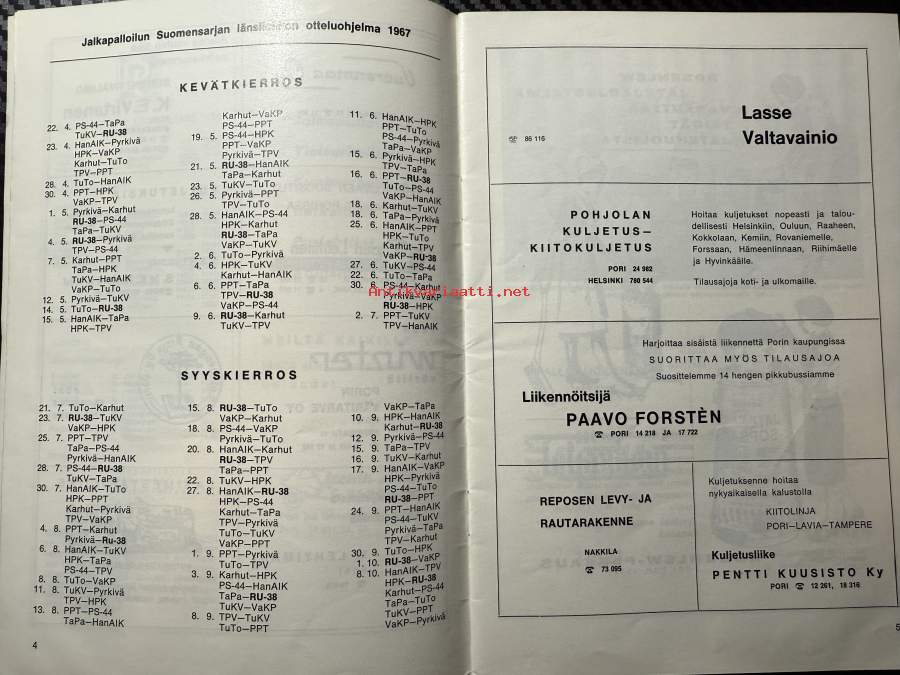 Jalkapalloilun Suomensarjan otteluohjelma 1967
KEVÄTKIERROS
22. 4. PS-44—TaPa
TuKV—RU-38
23. 4. HanAIK—Pyrkivä
HPK—VaKP
Karhut—TuTo
TPV—PPT
28. 4. TuTo—HanAIK
30. 4. PPT—HPK
VaKP—TPV
1. 5. Pyrkivä—Karhut
RU-38—PS-44
TaPa—TuKV
4. 5. RU-38—Pyrkivä
TPV—PS-44
7. 5. Karhut—PPT
TaPa—HPK
TuKV—HanAIK
VaKP—TuTo
12. 5. Pyrkivä—TuKV
14. 5. TuTo—RU-38
15. 5. HanAIK—TaPa
HPK—TPV
Karhut—VaKP
PS-44—PPT
19. 5. PS-44—HPK
PPT—VaKP
Pyrkivä—TPV
21. 5. RU-38—HanAIK
TaPa—Karhut
23. 5. TuKV—TuTo
26. 5. Pyrkivä—PPT
TPV—TuTo
28. 5. HanAIK—PS-44
HPK—Karhut
RU-38—TaPa
VaKP—TuKV
2. 6. TuTo—Pyrkivä
4. 6. HPK—TuKV
Karhut—HanAIK
6. 6. PPT—TaPa
TPV—RU-38
VaKP—PS-44
9. 6. RU-38—Karhut
TuKV—TPV
11. 6. HanAIK—HPK
PPT—TuTo
PS-44—Pyrkivä
TaPa—VaKP
15. 6. Pyrkivä—HPK
TPV—TaPa
16. 6. PPT—RU-38
TuTo—PS-44
VaKP—HanAIK
18. 6. Karhut—TuKV
18. 6. TaPa—Pyrkivä
25. 6. HanAIK—PPT
HPK—TuTo
Karhut—TPV
VaKP—RU-38
27. 6. TuKV—PS-44
22. 6. TuTo—TaPa
30. 6. PS-44—Karhut
Pyrkivä—VaKP
RU-38—HPK
2. 7. PPT—TuKV
TPV—HanAIK
Antikvariaatti.net
SYYSKIERROS
21. 7. TuTo—Karhut
23. 7. RU-38—TuKV
VaKP—HPK
25. 7. PPT—TPV
TaPa—PS-44
Pyrkivä—HanAIK
28. 7. PS-44—RU-38
TuKV—TaPa
30. 7. HanAIK—TuTo
HPK—PPT
Karhut—Pyrkivä
TPV—VaKP
4. 8. PPT—Karhut
Pyrkivä—RU-38
6. 8. HanAIK—TuKV
HPK—TaPa
PS-44—TPV
8. 8. TuTo—VaKP
11. 8. TuKV—Pyrkivä
TPV—HPK
13. 8. PPT—PS-44
TaPa—HanAIK
15. 8. RU-38—TuTo
VaKP—Karhut
18. 8. PS-44—VaKP
Pyrkivä—TuTo
20. 8. HanAIK—Karhut
RU-38—TPV
TaPa—PPT
22. 8. TuKV—HPK
27. 8. HanAIK—RU-38
HPK—PS-44
Karhut—TaPa
TPV—Pyrkivä
TuTo—TuKV
VaKP—PPT
1. 9. PPT—Pyrkivä
TuTo—TPV
3. 9. Karhut—HPK
PS-44—HanAIK
TaPa—RU-38
TuKV—VaKP
8. 9. TPV—TuKV
TuTo—PPT
VaKP—TaPa
10. 9. HPK—HanAIK
Karhut—RU-38
12. 9. Pyrkivä—PS-44
15. 9. TaPa—TPV
16. 9. TuKV—Karhut
17. 9. HanAIK—VaKP
HPK—Pyrkivä
PS-44—TuTo
RU-38—PPT
24. 9. PPT—HanAIK
PS-44—TuKV
Pyrkivä—TaPa
TPV—Karhut
30. 9. TuTo—HPK
1. 10. RU-38—VaKP
8. 10. HanAIK—TPV
HPK—RU-38
Karhut—PS-44
TaPa—TuTo
TuKV—PPT
VaKP—Pyrkivä
4
Lasse
Valtavainio
☎ 86 116
POHJOLAN
KULJETUS—
KIITOKULJETUS
PORI 24 982
HELSINKI 780 544
Hoitaa kuljetukset nopeasti ja talou-
dellisesti Helsinkiin, Ouluun, Raaheen,
Kokkolaan, Kemiin, Rovaniemelle,
Forssaan, Hämeenlinnaan, Riihimäelle
ja Hyvinkäälle.
Tilausajoja koti- ja ulkomaille.
Harjoittaa sisäistä liikennettä Porin kaupungissa
SUORITTAA MYÖS TILAUSAJOA
Suosittelemme 14 hengen pikkubussiamme
Liikennöitsijä
PAAVO FORSTÈN
☎ PORI 14 218 JA 17 722
REPOSEN LEVY- JA
RAUTARAKENNE
NAKKILA
☎ 73 095
Kuljetuksenne hoitaa
nykyaikaisella kalustolla
KIITOLINJA
PORI—LAVIA—TAMPERE
Kuljetusliike
PENTTI KUUSISTO Ky
PORI ☎ 12 261, 18 316
5